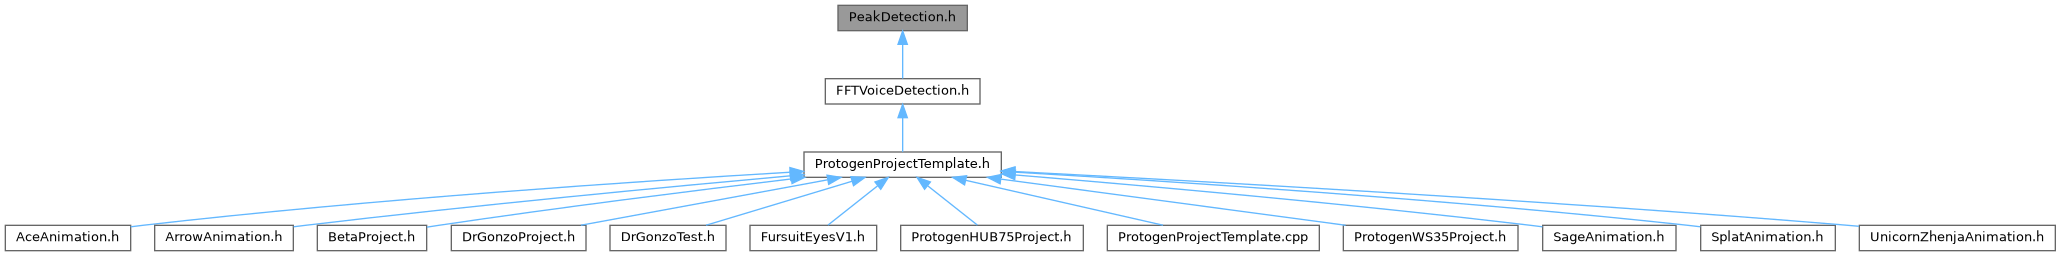 PeakDetection.h
FFTVoiceDetection.h
ProtogenProjectTemplate.h
AceAnimation.h
ArrowAnimation.h
BetaProject.h
DrGonzoProject.h
DrGonzoTest.h
FursuitEyesV1.h
ProtogenHUB75Project.h
ProtogenProjectTemplate.cpp
ProtogenWS35Project.h
SageAnimation.h
SplatAnimation.h
UnicornZhenjaAnimation.h